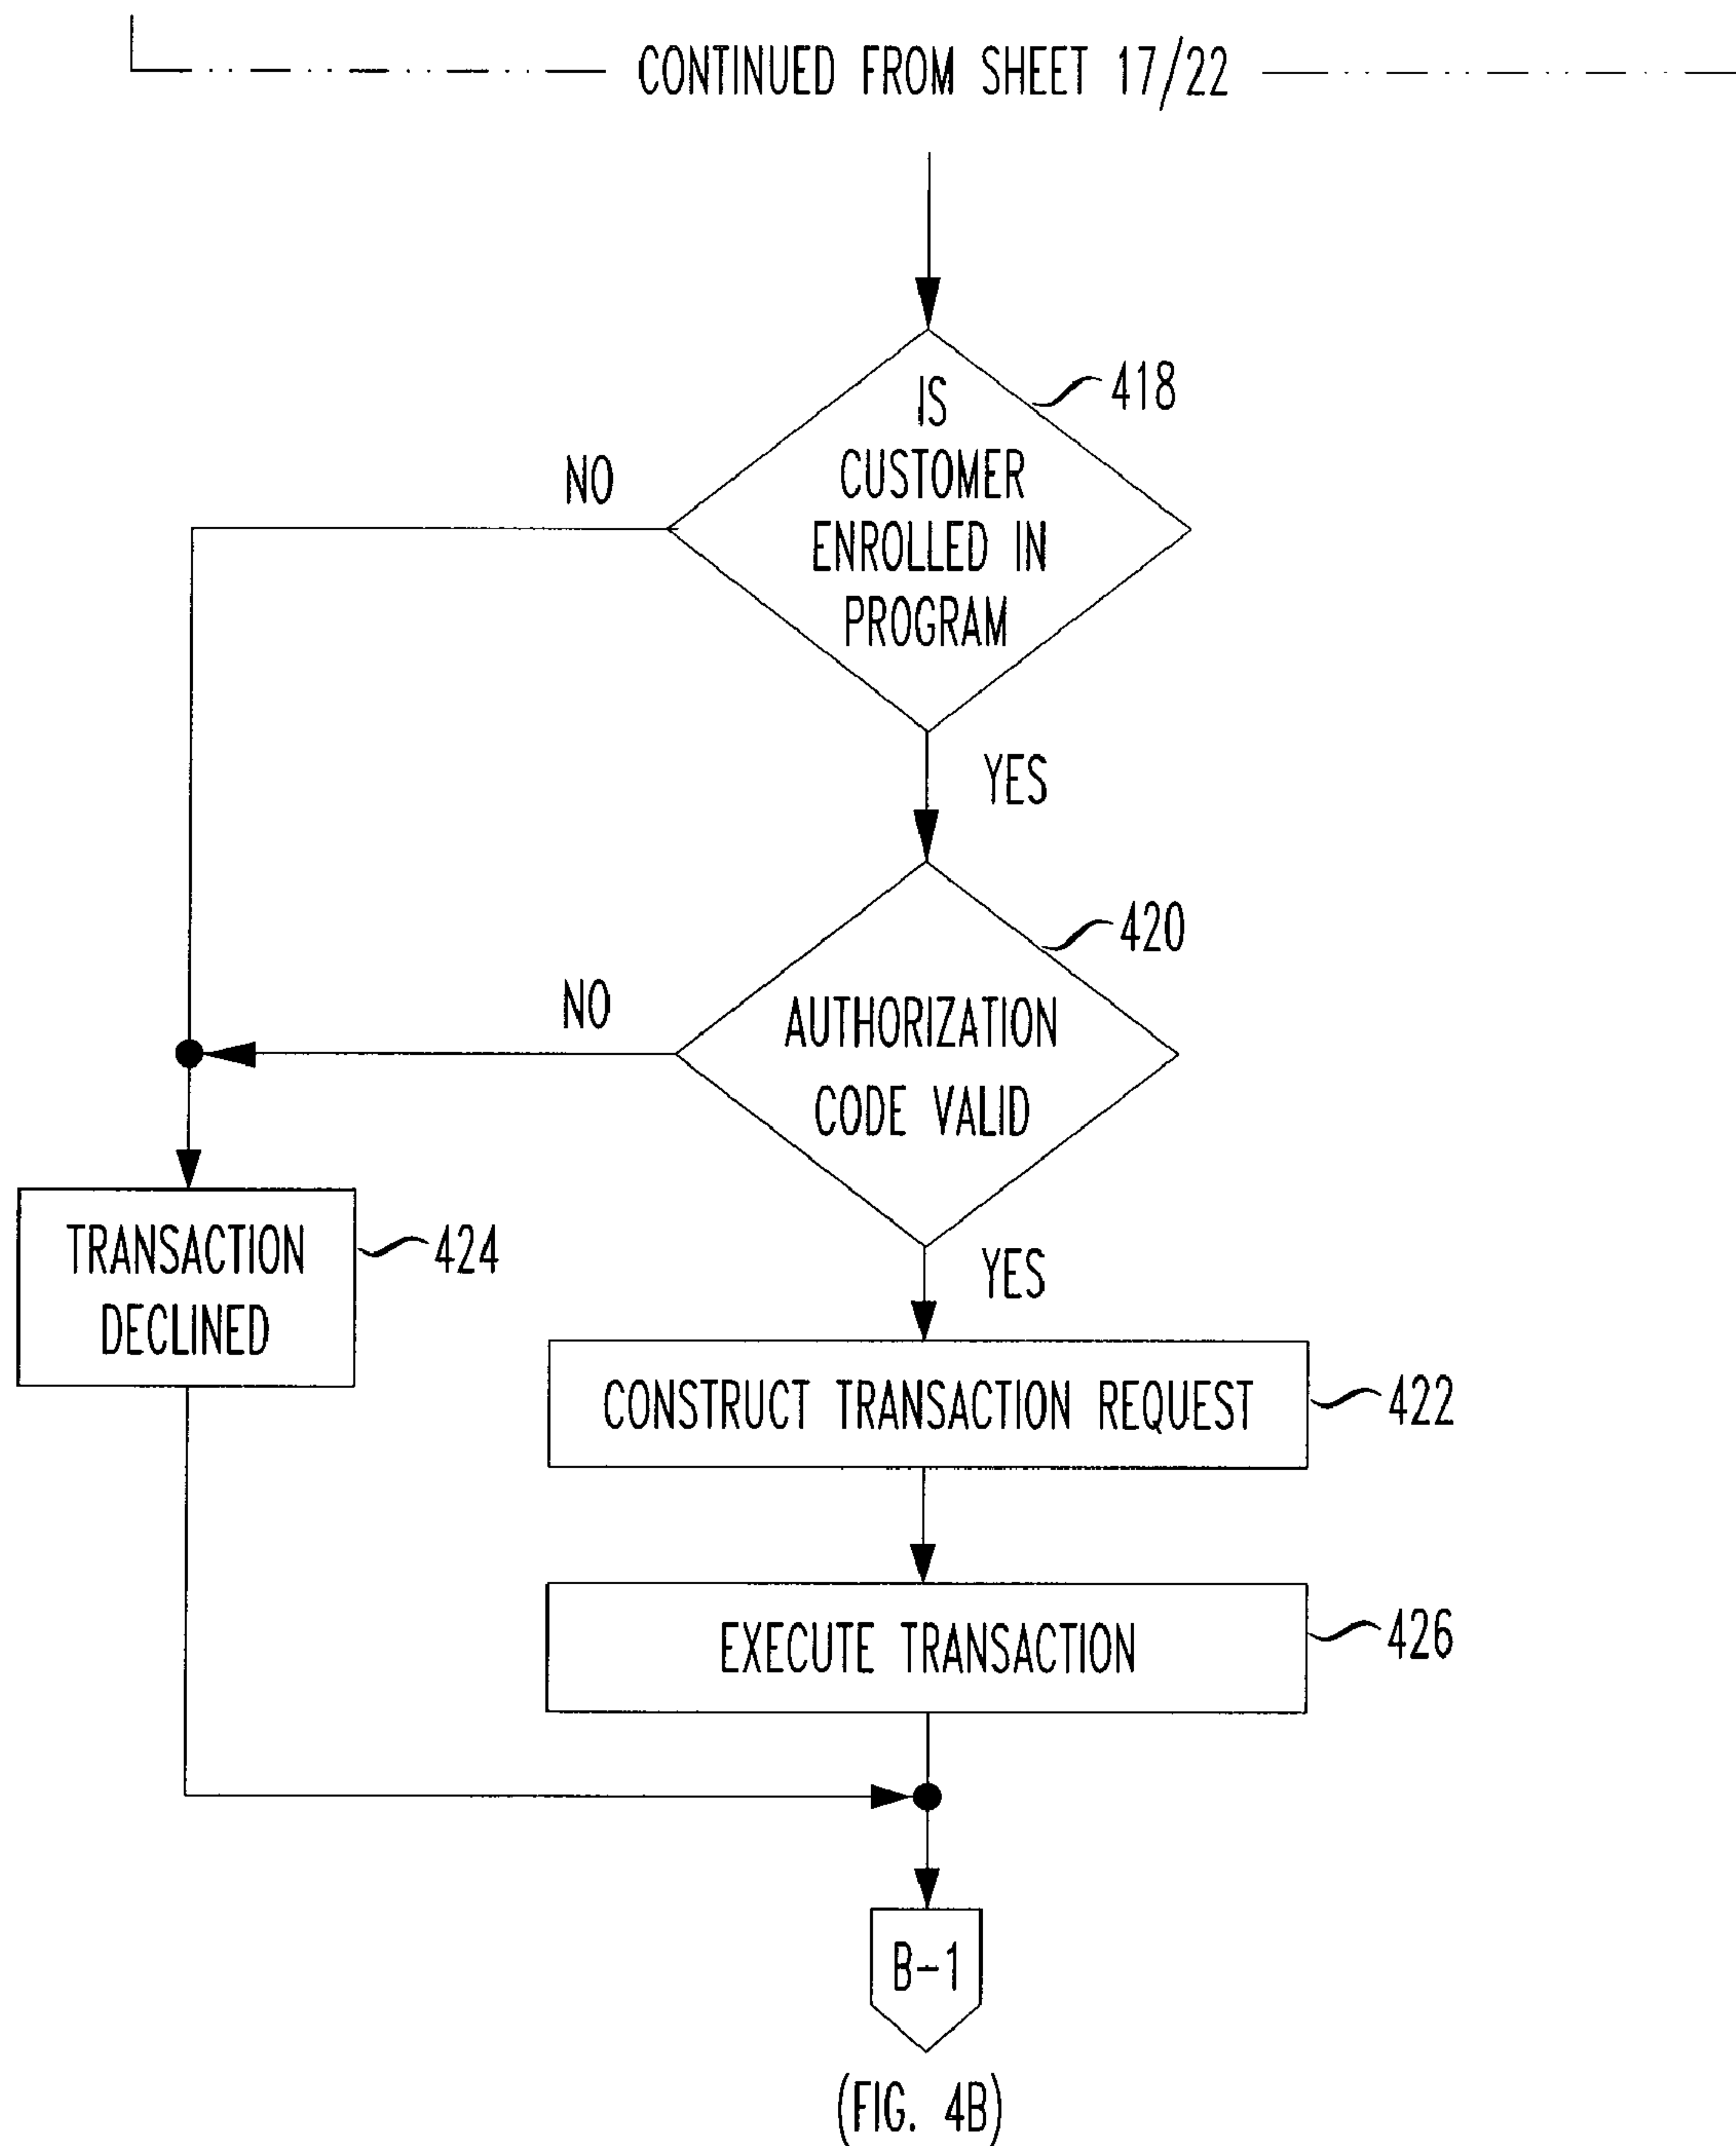 CONTINUED FROM SHEET 17/22
IS
CUSTOMER
ENROLLED IN
PROGRAM
418
NO
YES
AUTHORIZATION
CODE VALID
420
NO
YES
TRANSACTION
DECLINED
424
CONSTRUCT TRANSACTION REQUEST
422
EXECUTE TRANSACTION
426
B-1
(FIG. 4B)